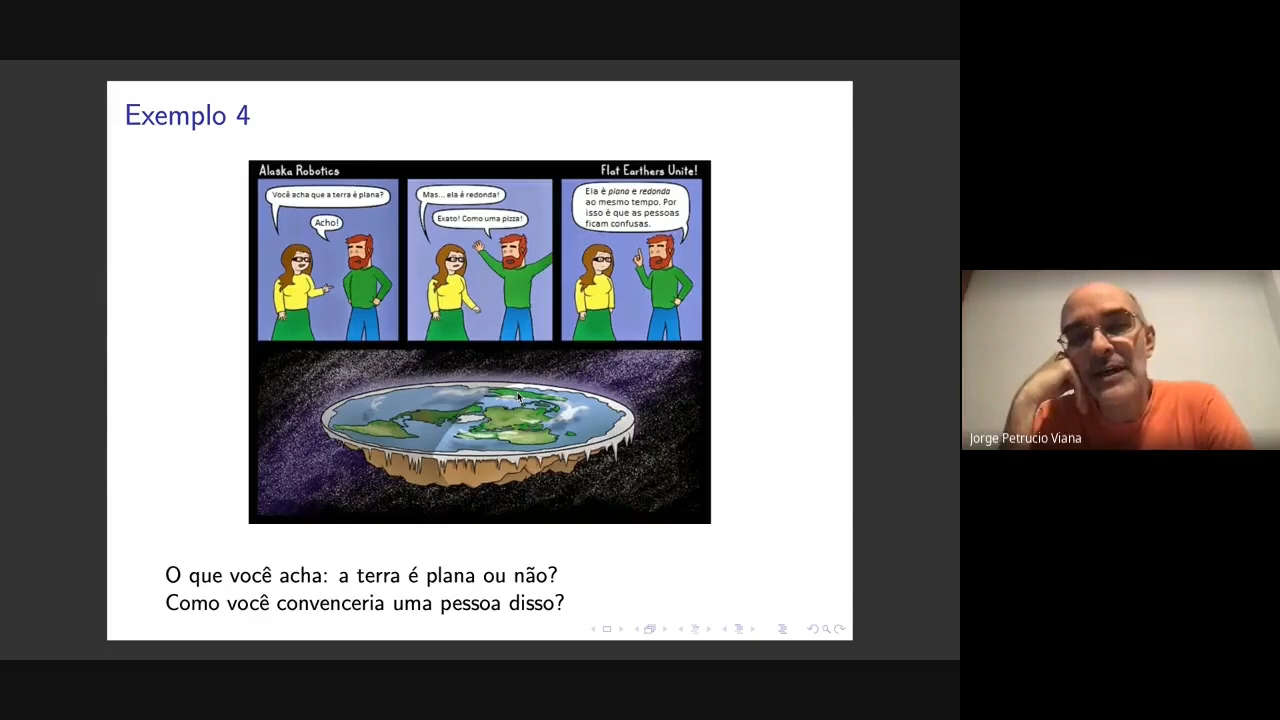 Exemplo 4
Alaska Robotics
Flat Earthers Unite!
Você acha que a terra é plana?
Acho!
Mas... ela é redonda!
Exato! Como uma pizza!
Ela é plana e redonda
ao mesmo tempo. Por
isso é que as pessoas
ficam confusas.
O que você acha: a terra é plana ou não?
Como você convenceria uma pessoa disso?
Jorge Petrucio Viana